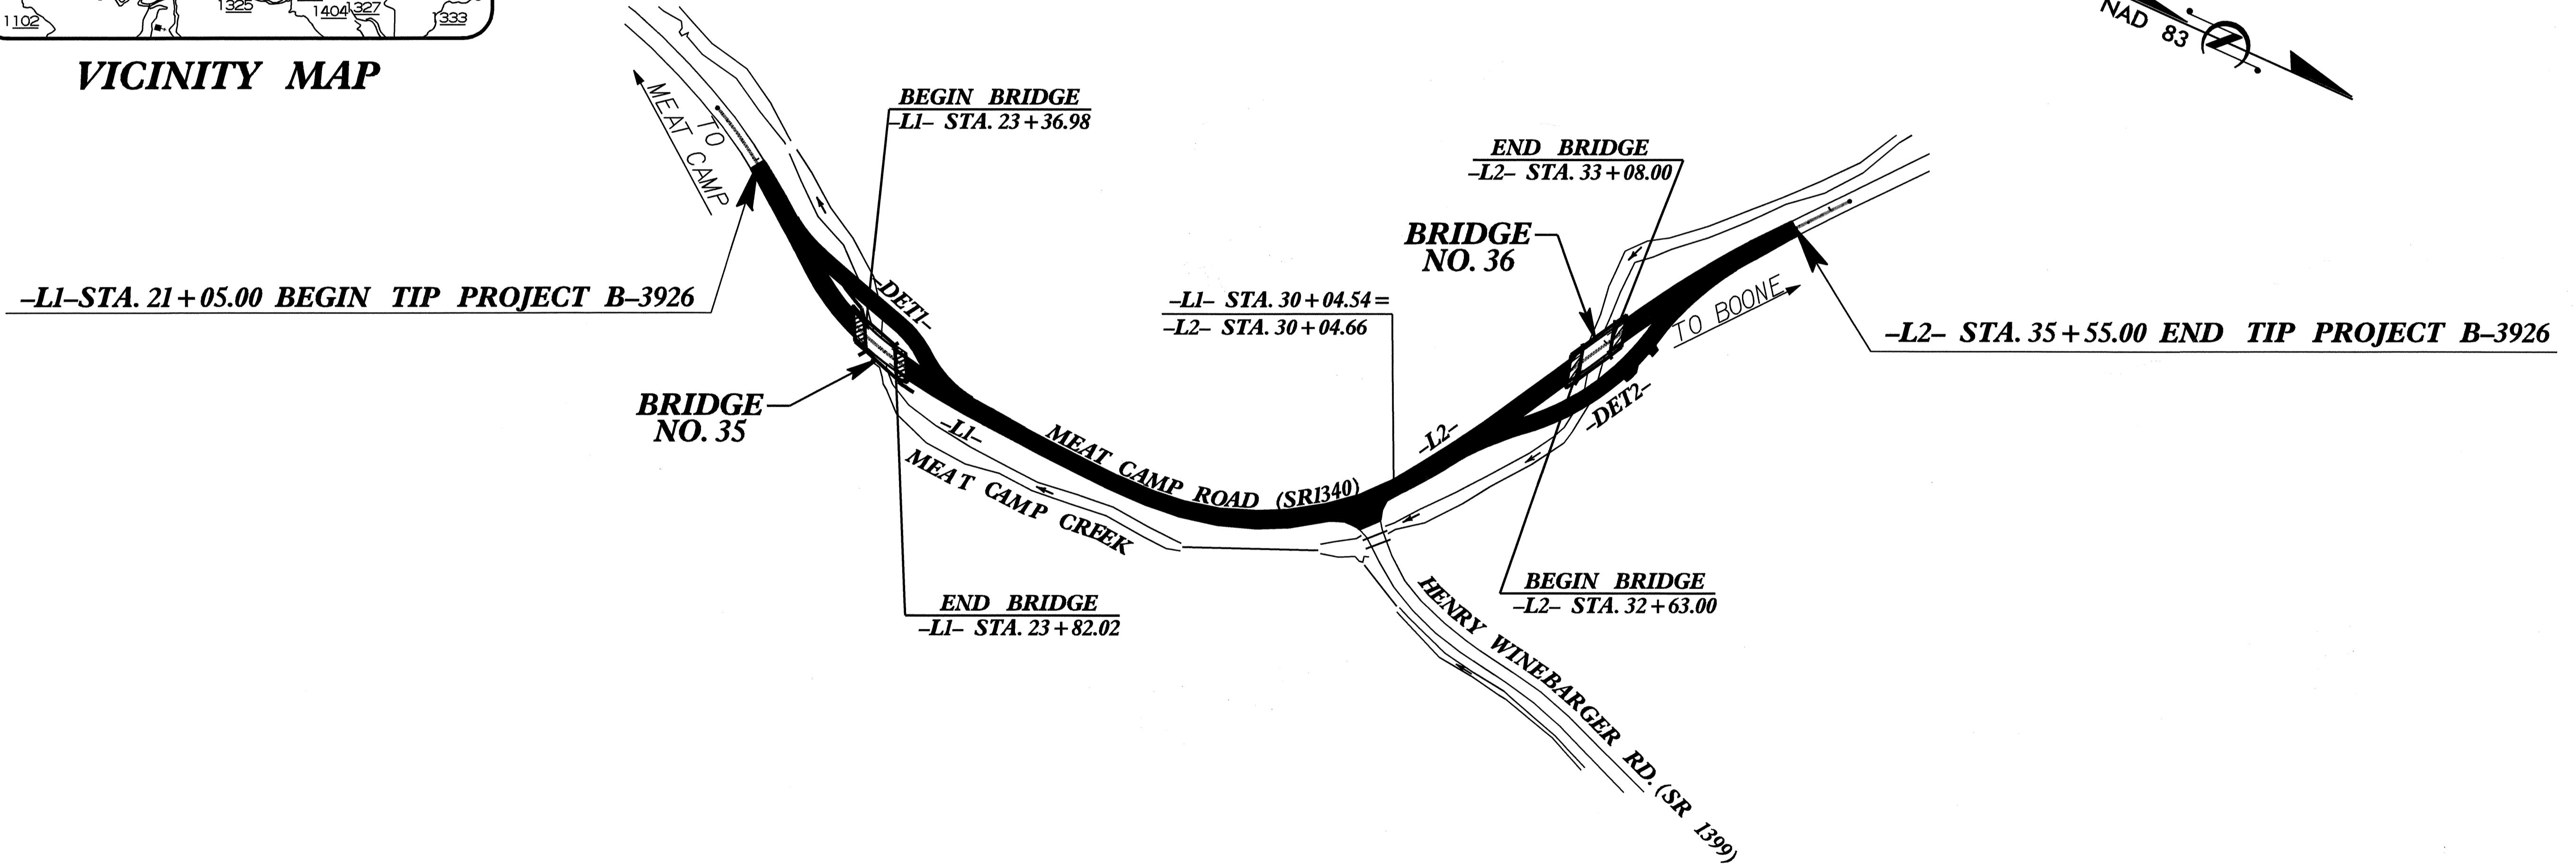 1102
1325
1404
1327
1333
VICINITY MAP
NAD 83
TO
MEAT CAMP
BEGIN BRIDGE
–L1– STA. 23+36.98
END BRIDGE
–L2– STA. 33+08.00
BRIDGE
NO. 36
–L1–STA. 21+05.00 BEGIN TIP PROJECT B–3926
–DET1–
–L1– STA. 30+04.54=
–L2– STA. 30+04.66
TO BOONE
–L2– STA. 35+55.00 END TIP PROJECT B–3926
BRIDGE
NO. 35
–L1–
–L2–
–DET2–
MEAT CAMP ROAD (SR1340)
MEAT CAMP CREEK
END BRIDGE
–L1– STA. 23+82.02
BEGIN BRIDGE
–L2– STA. 32+63.00
HENRY WINEBARGER RD. (SR 1399)